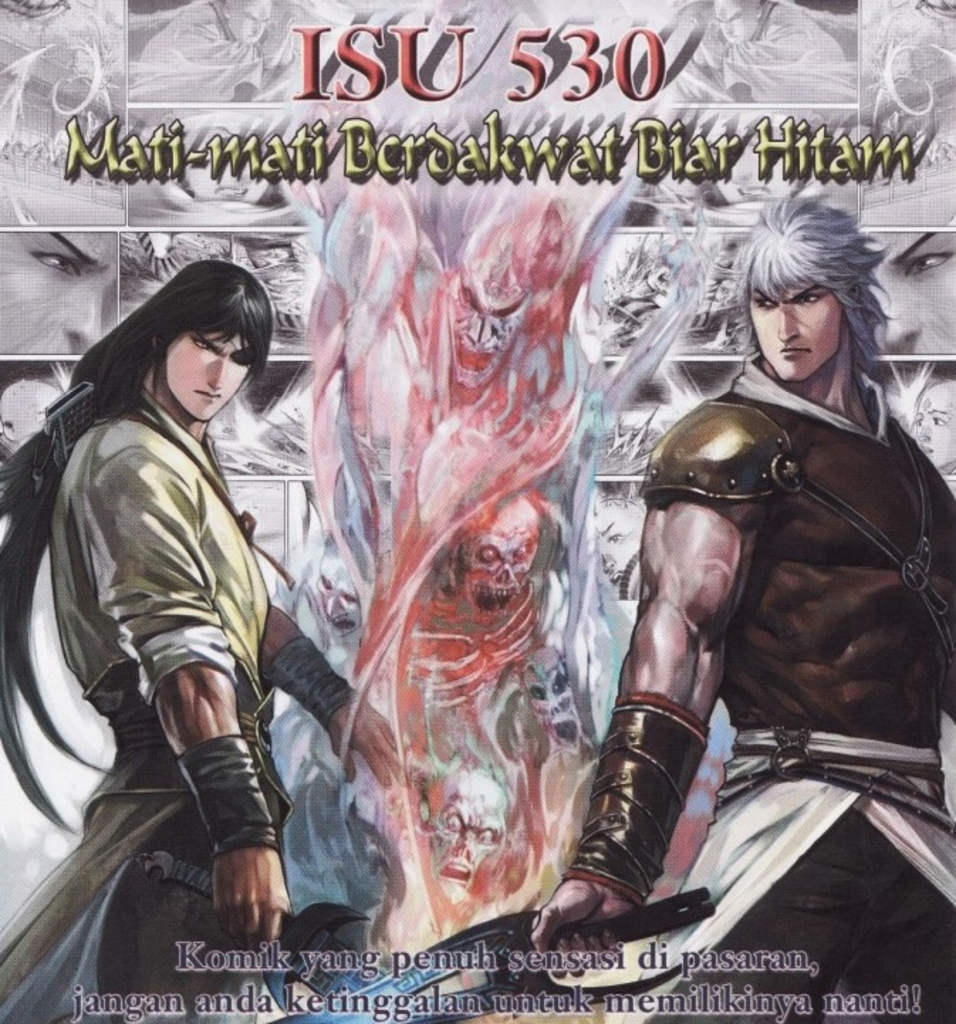 ISU 530
Mati-mati Berdakwat Biar Hitam
Komik yang penuh sensasi di pasaran,
jangan anda ketinggalan untuk memilikinya nanti!